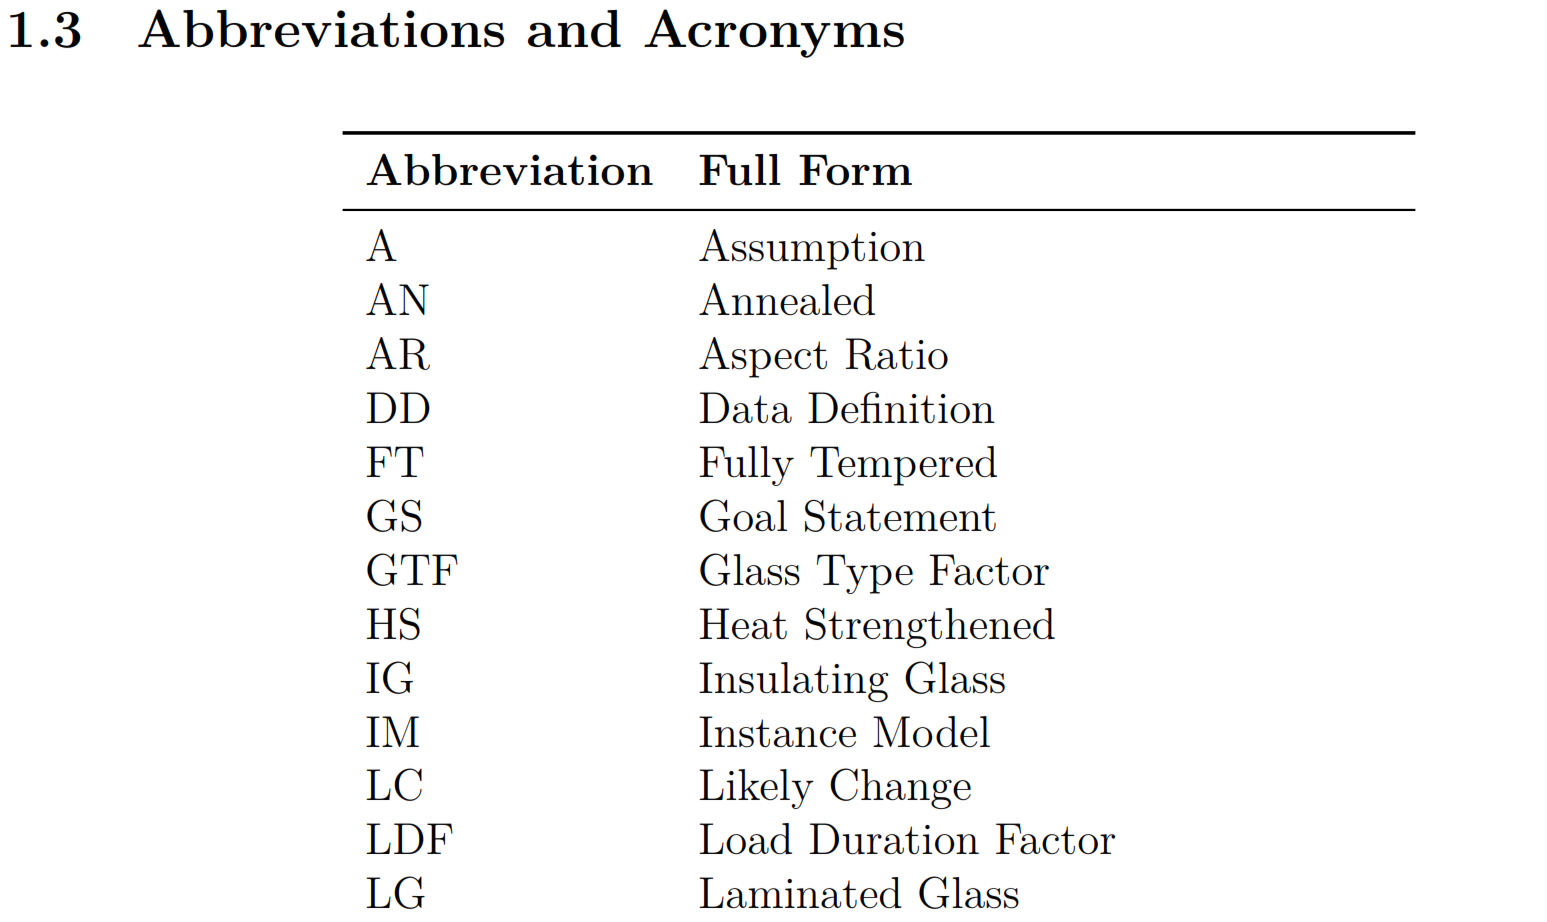 1.3 Abbreviations and Acronyms
Abbreviation Full Form
A Assumption
AN Annealed
AR Aspect Ratio
DD Data Definition
FT Fully Tempered
GS Goal Statement
GTF Glass Type Factor
HS Heat Strengthened
IG Insulating Glass
IM Instance Model
LC Likely Change
LDF Load Duration Factor
LG Laminated Glass